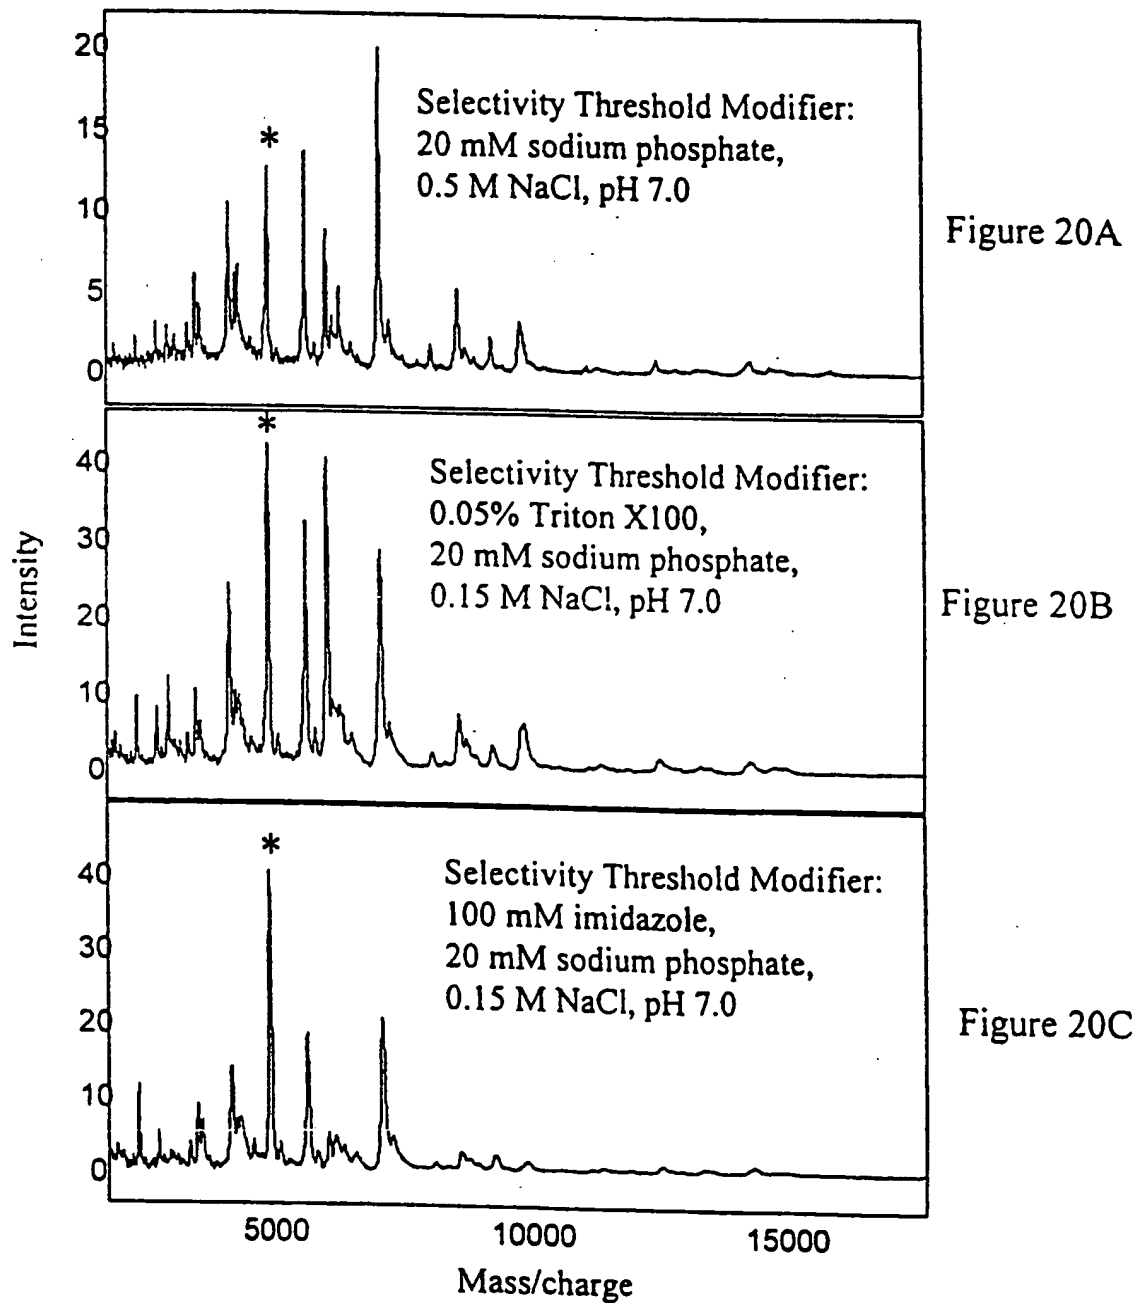 20
15
10
5
0
*
Selectivity Threshold Modifier:
20 mM sodium phosphate,
0.5 M NaCl, pH 7.0
Figure 20A
40
30
20
10
0
*
Selectivity Threshold Modifier:
0.05% Triton X100,
20 mM sodium phosphate,
0.15 M NaCl, pH 7.0
Figure 20B
Intensity
40
30
20
10
0
*
Selectivity Threshold Modifier:
100 mM imidazole,
20 mM sodium phosphate,
0.15 M NaCl, pH 7.0
Figure 20C
5000
10000
15000
Mass/charge